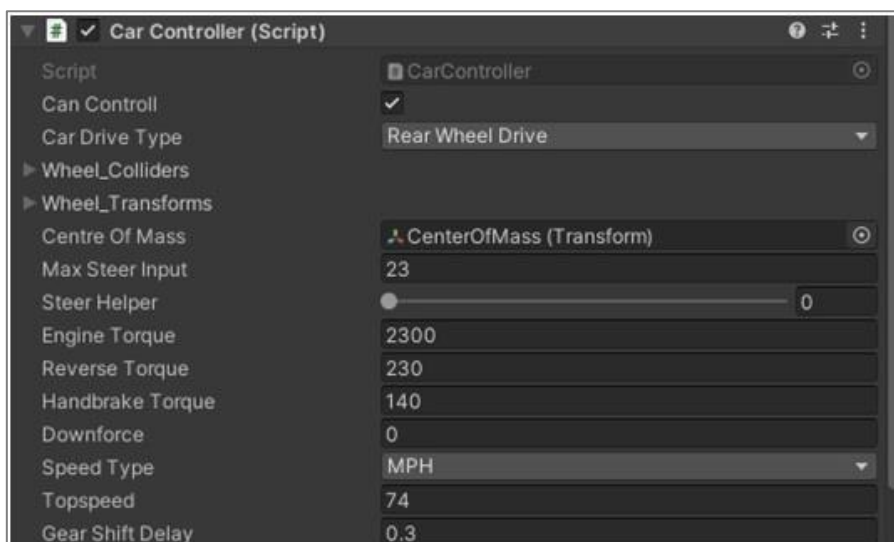 # Car Controller (Script)
Script CarController
Can Controll
Car Drive Type Rear Wheel Drive
Wheel_Colliders
Wheel_Transforms
Centre Of Mass CenterOfMass (Transform)
Max Steer Input 23
Steer Helper 0
Engine Torque 2300
Reverse Torque 230
Handbrake Torque 140
Downforce 0
Speed Type MPH
Topspeed 74
Gear Shift Delay 0.3